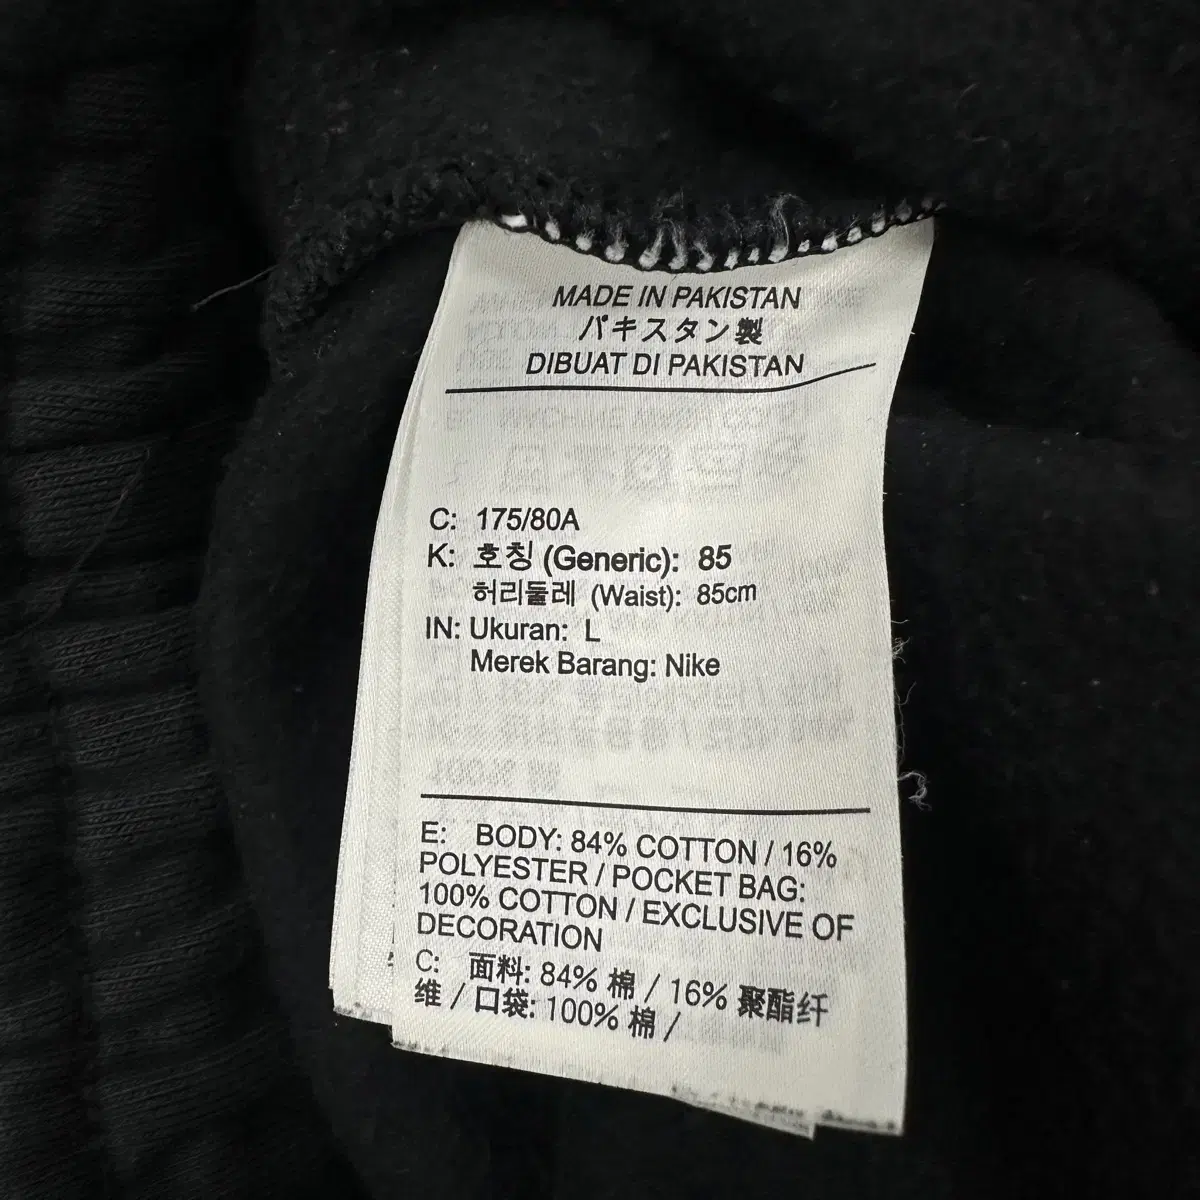 MADE IN PAKISTAN
パキスタン製
DIBUAT DI PAKISTAN
C: 175/80A
K: 호칭 (Generic): 85
허리둘레 (Waist): 85cm
IN: Ukuran: L
Merek Barang: Nike
E: BODY: 84% COTTON / 16%
POLYESTER / POCKET BAG:
100% COTTON / EXCLUSIVE OF
DECORATION
C: 面料: 84% 棉 / 16% 聚酯纤
维 / 口袋: 100% 棉 /